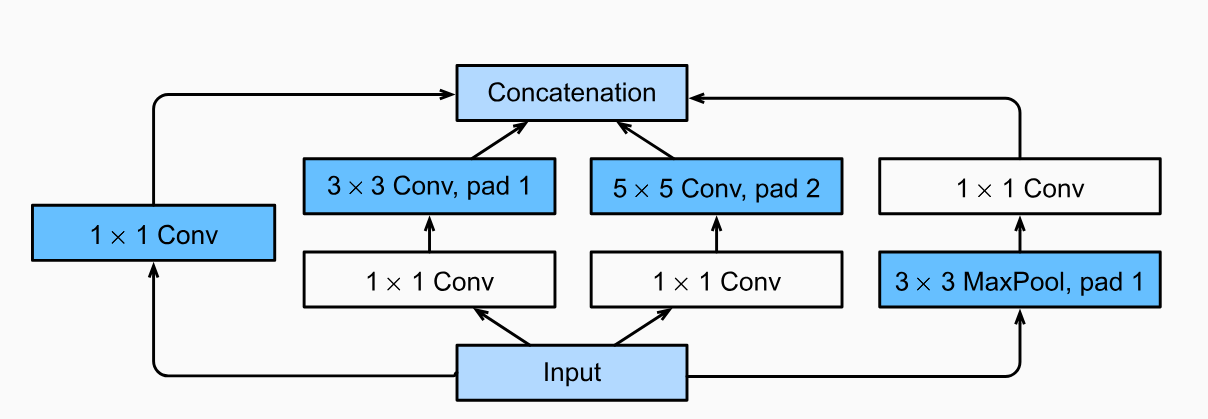 Concatenation
3 × 3 Conv, pad 1
5 × 5 Conv, pad 2
1 × 1 Conv
1 × 1 Conv
1 × 1 Conv
1 × 1 Conv
3 × 3 MaxPool, pad 1
Input